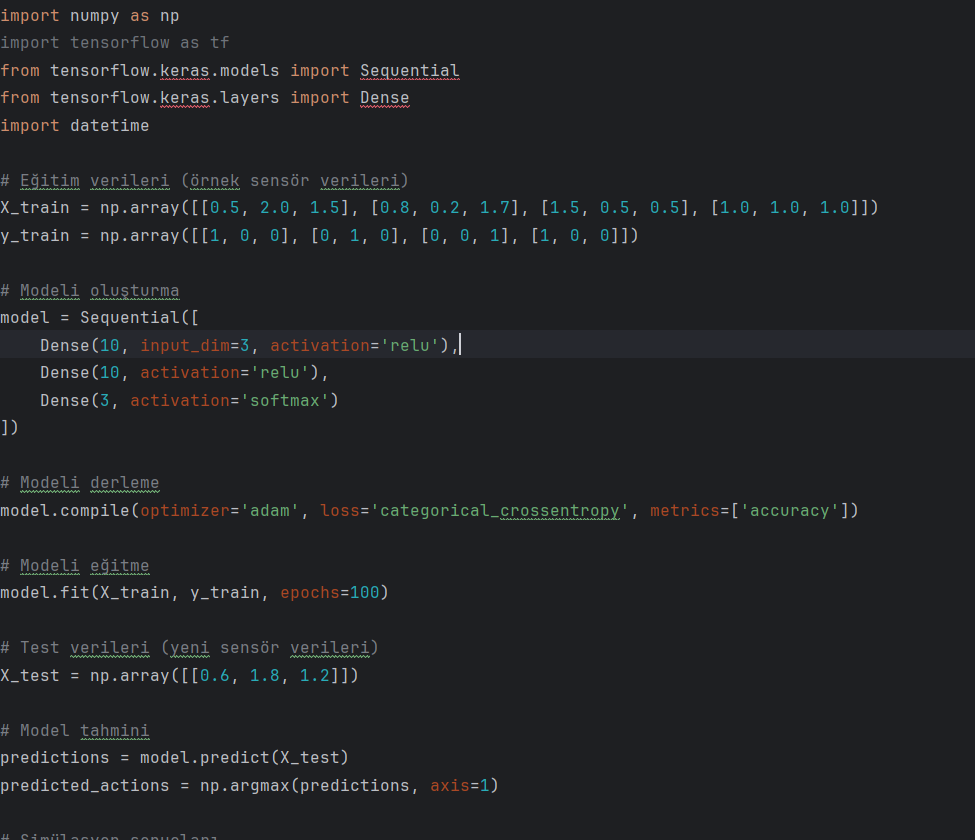 import numpy as np
import tensorflow as tf
from tensorflow.keras.models import Sequential
from tensorflow.keras.layers import Dense
import datetime
# Eğitim verileri (örnek sensör verileri)
X_train = np.array([[0.5, 2.0, 1.5], [0.8, 0.2, 1.7], [1.5, 0.5, 0.5], [1.0, 1.0, 1.0]])
y_train = np.array([[1, 0, 0], [0, 1, 0], [0, 0, 1], [1, 0, 0]])
# Modeli oluşturma
model = Sequential([
    Dense(10, input_dim=3, activation='relu'),
    Dense(10, activation='relu'),
    Dense(3, activation='softmax')
])
# Modeli derleme
model.compile(optimizer='adam', loss='categorical_crossentropy', metrics=['accuracy'])
# Modeli eğitme
model.fit(X_train, y_train, epochs=100)
# Test verileri (yeni sensör verileri)
X_test = np.array([[0.6, 1.8, 1.2]])
# Model tahmini
predictions = model.predict(X_test)
predicted_actions = np.argmax(predictions, axis=1)
# Simülasyon sonuçları